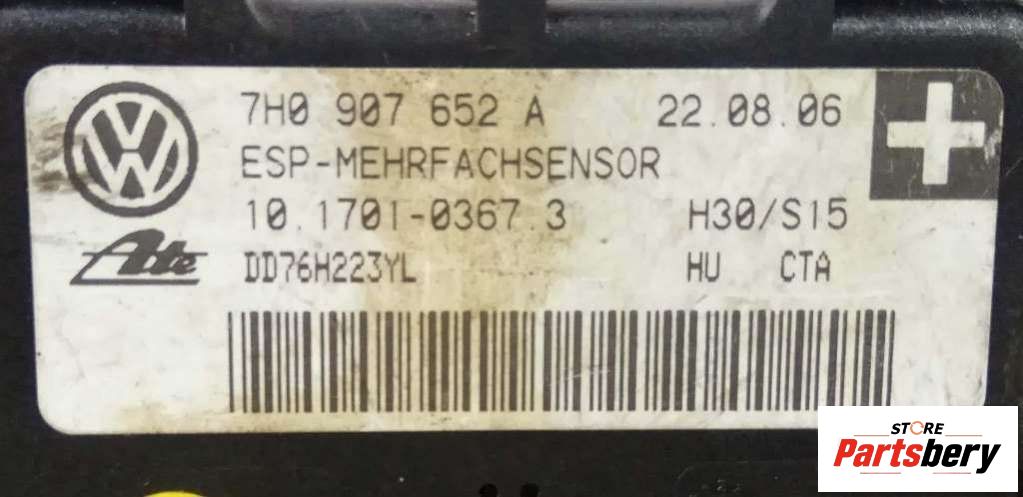 7H0 907 652 A 22.08.06
ESP-MEHRFACHSENSOR
10.1701-0367.3 H30/S15
Ate DD76H223YL HU CTA
STORE
Partsbery